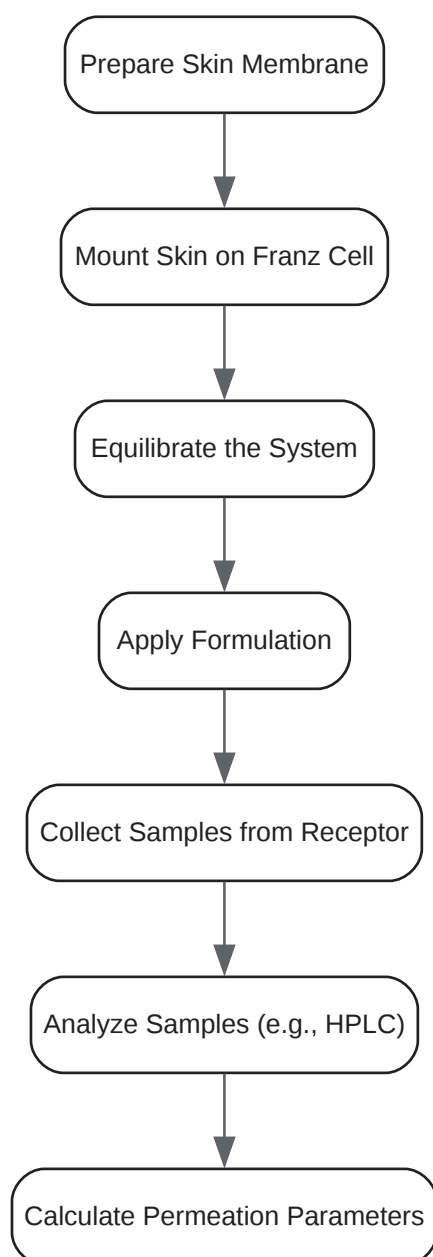 Prepare Skin Membrane
Mount Skin on Franz Cell
Equilibrate the System
Apply Formulation
Collect Samples from Receptor
Analyze Samples (e.g., HPLC)
Calculate Permeation Parameters